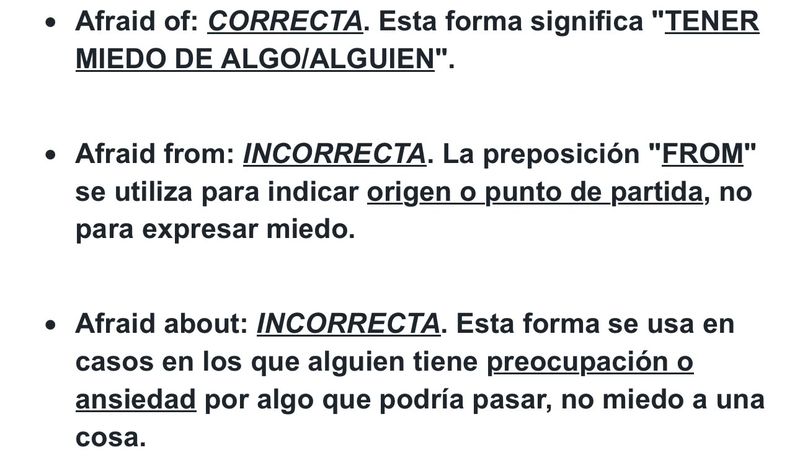 • Afraid of: CORRECTA. Esta forma significa "TENER
MIEDO DE ALGO/ALGUIEN".
• Afraid from: INCORRECTA. La preposición "FROM"
se utiliza para indicar origen o punto de partida, no
para expresar miedo.
• Afraid about: INCORRECTA. Esta forma se usa en
casos en los que alguien tiene preocupación o
ansiedad por algo que podría pasar, no miedo a una
cosa.